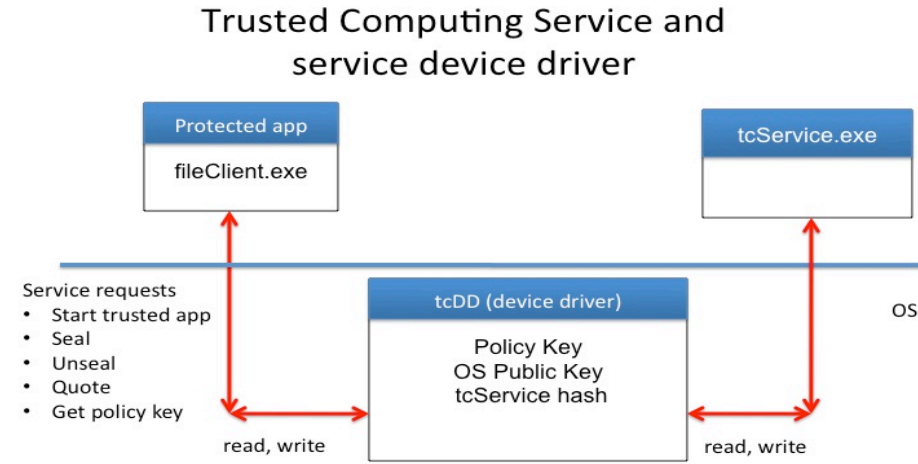 Trusted Computing Service and
service device driver
Protected app
fileClient.exe
tcService.exe
Service requests
• Start trusted app
• Seal
• Unseal
• Quote
• Get policy key
tcDD (device driver)
Policy Key
OS Public Key
tcService hash
OS
read, write
read, write